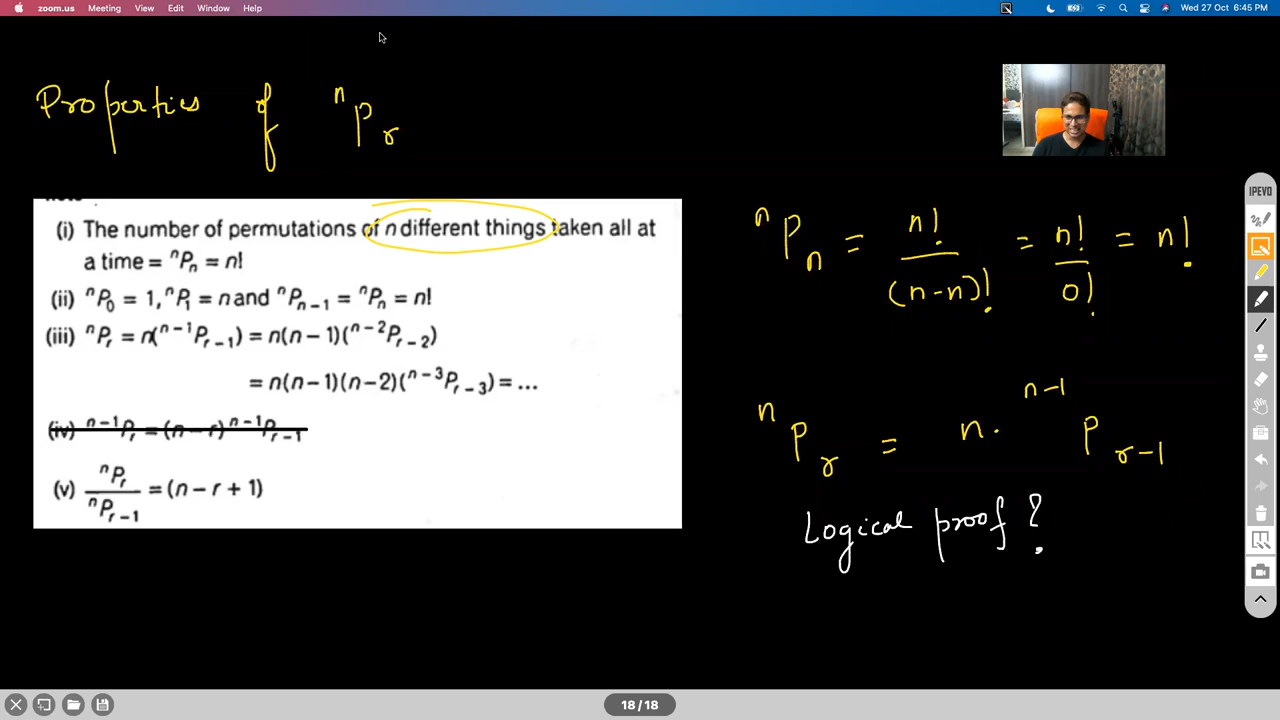 zoom.us Meeting View Edit Window Help Wed 27 Oct 6:45 PM
Properties of ⁿPᵣ
IPEVO
(i) The number of permutations of n different things taken all at
a time = ⁿPₙ = n!
(ii) ⁿP₀ = 1, ⁿP₁ = n and ⁿPₙ₋₁ = ⁿPₙ = n!
(iii) ⁿPᵣ = n(ⁿ⁻¹Pᵣ₋₁) = n(n – 1)(ⁿ⁻²Pᵣ₋₂)
= n(n – 1)(n – 2)(ⁿ⁻³Pᵣ₋₃) = ...
(iv) ⁿ⁻¹Pᵣ = (n – r) ⁿ⁻¹Pᵣ₋₁
(v) ⁿPᵣ / ⁿPᵣ₋₁ = (n – r + 1)
ⁿPₙ = n! / (n-n)! = n! / 0! = n!
ⁿPᵣ = n. ⁿ⁻¹Pᵣ₋₁
Logical proof ?
18 / 18